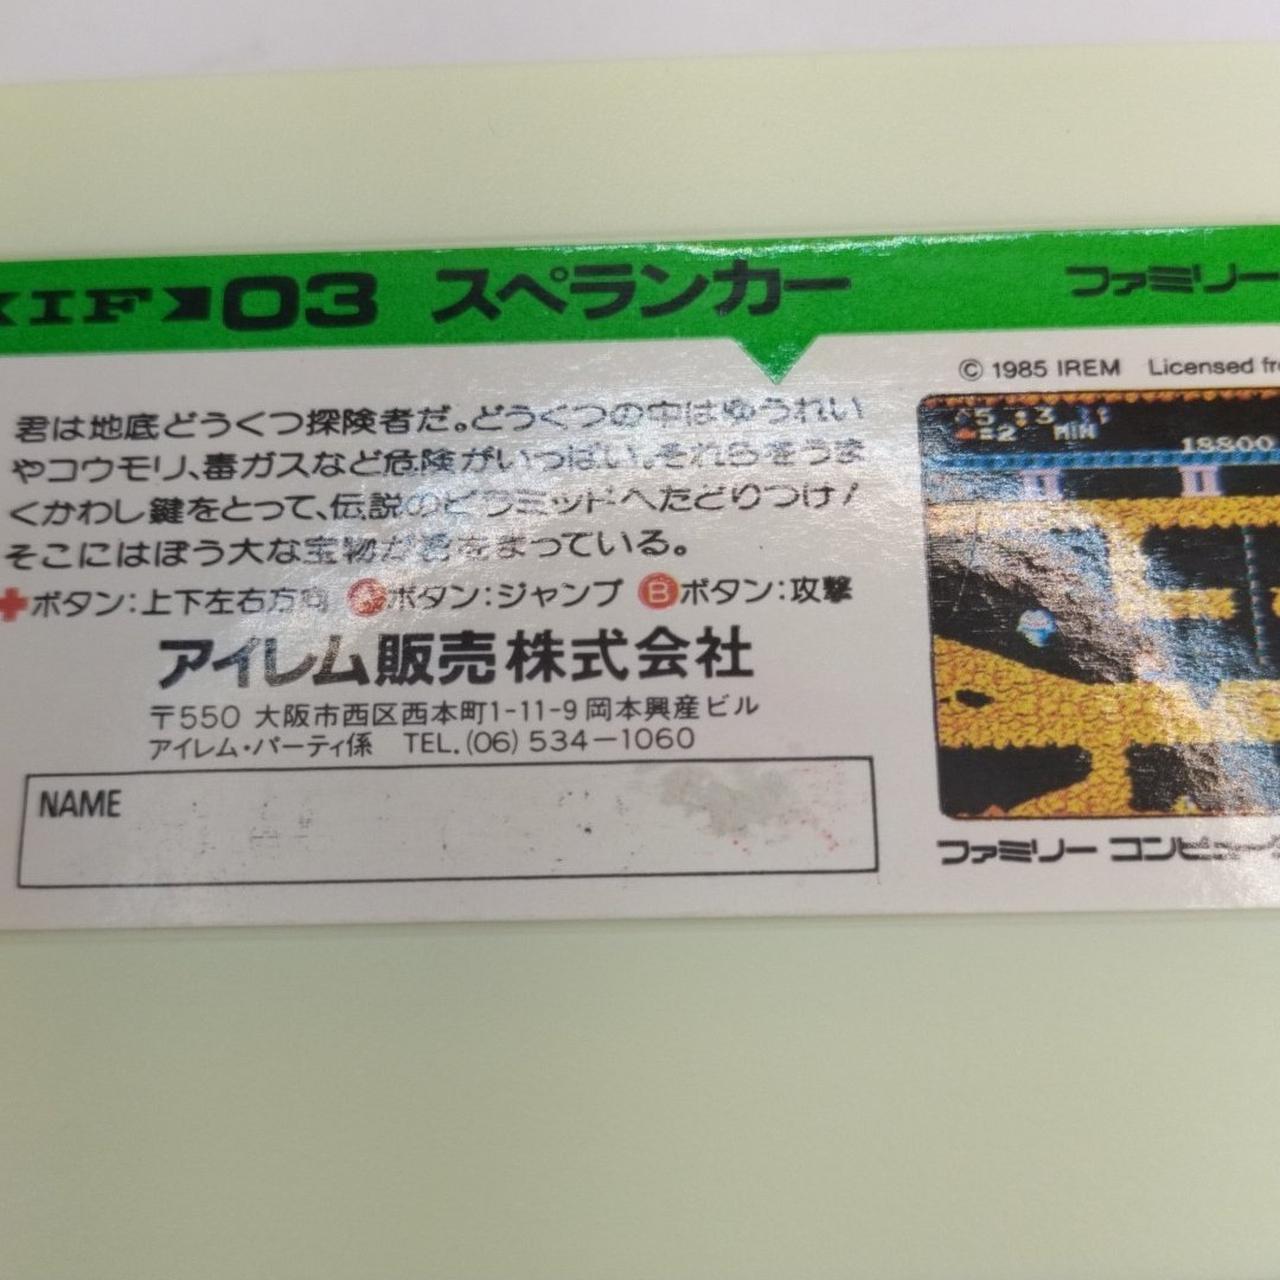 IF 03 スペランカー ファミリー
© 1985 IREM Licensed fr
君は地底どうくつ探険者だ。どうくつの中はゆうれい
やコウモリ、毒ガスなど危険がいっぱい。それらをうま
くかわし鍵をとって、伝説のピラミッドへたどりつけ!
そこにはぼう大な宝物が君をまっている。
+ボタン:上下左右方向 Aボタン:ジャンプ Bボタン:攻撃
アイレム販売株式会社
〒550 大阪市西区西本町1-11-9 岡本興産ビル
アイレム・パーティ係 TEL.(06)534-1060
NAME
MIN
18800
ファミリー コンピュータ